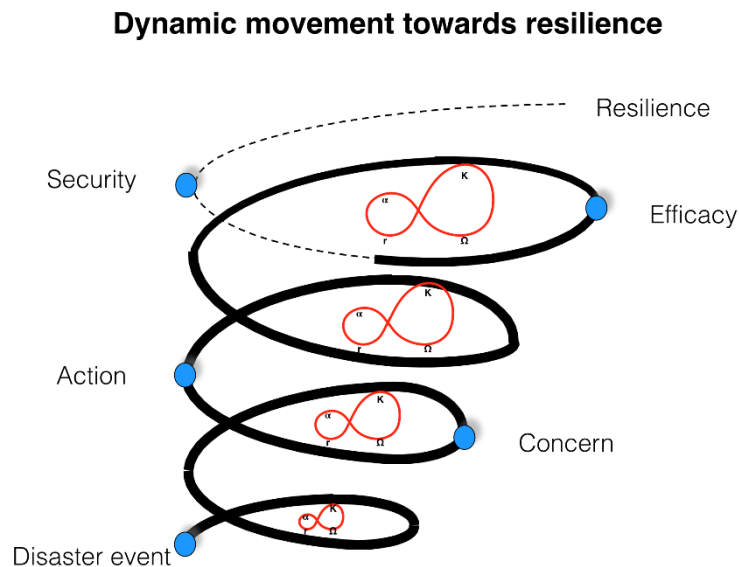 Dynamic movement towards resilience
Resilience
Security
K
α
Efficacy
r
Ω
K
α
r
Ω
Action
K
α
r
Ω
Concern
K
α
r
Ω
Disaster event